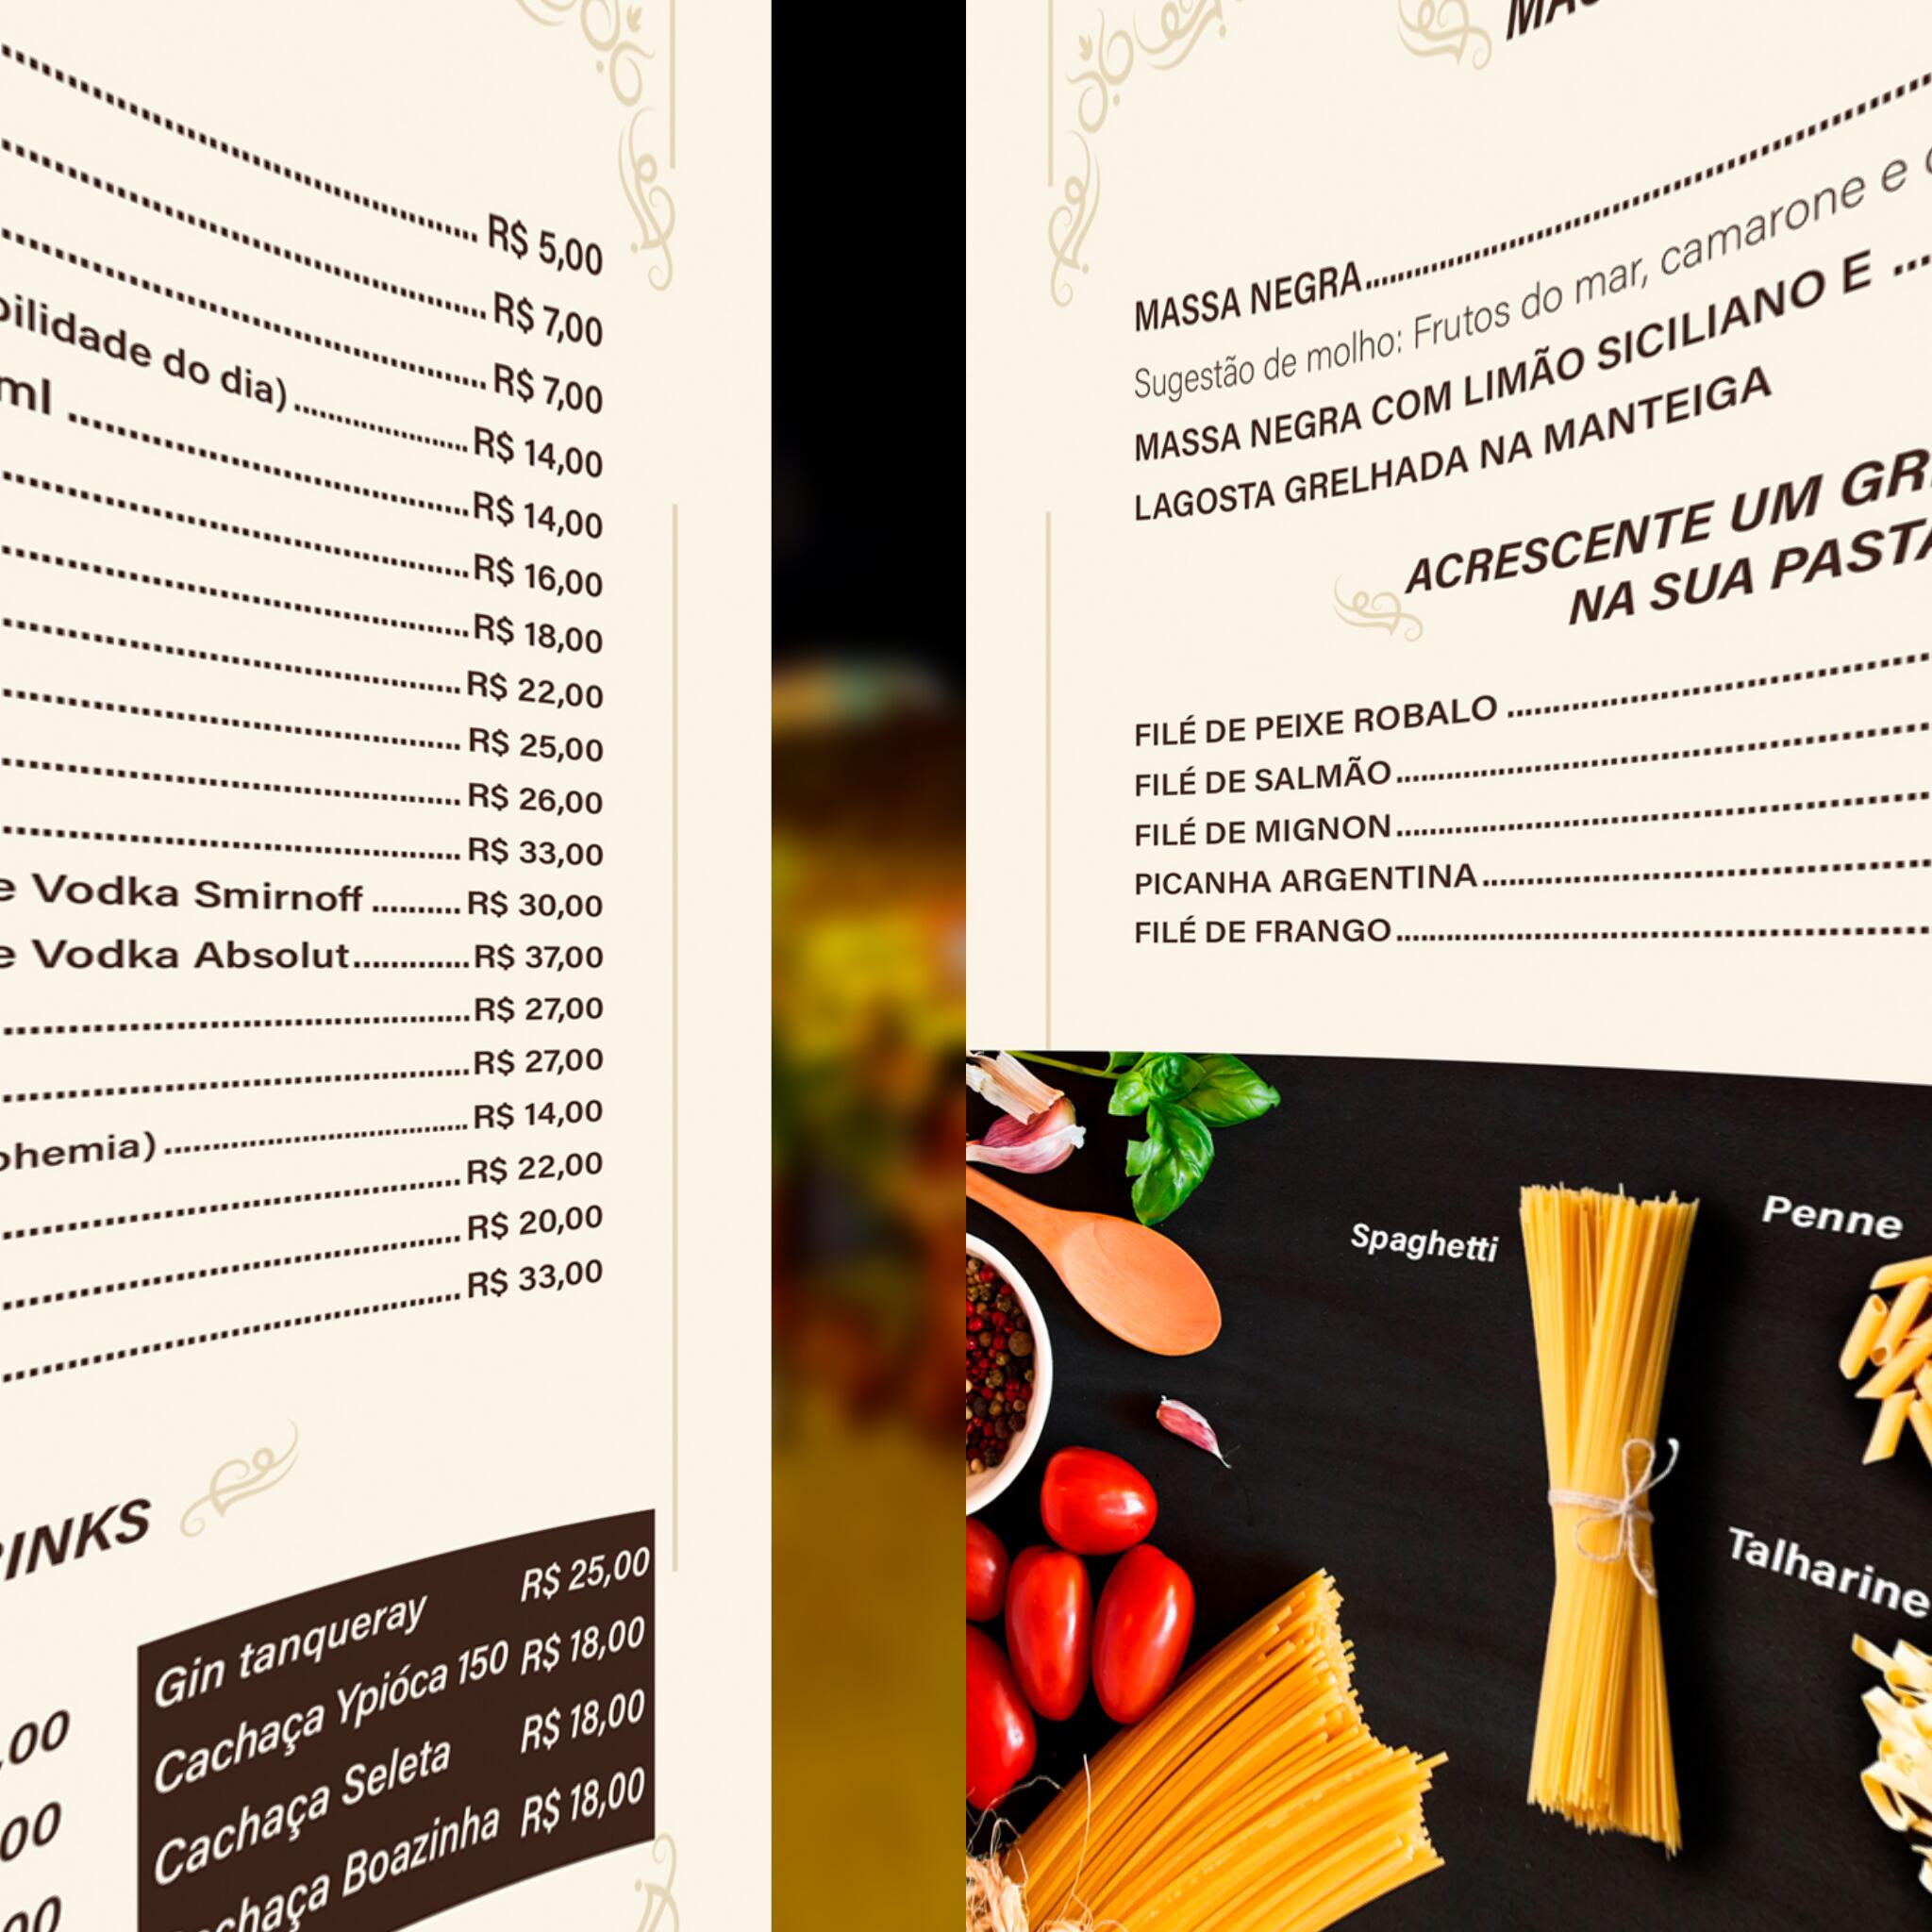 R$ 5,00
R$ 7,00
R$ 7,00
do dia) R$ 14,00
ml R$ 14,00
R$ 16,00
R$ 18,00
R$ 22,00
R$ 25,00
R$ 26,00
R$ 33,00
e Vodka Smirnoff R$ 30,00
e Vodka Absolut R$ 37,00
R$ 27,00
R$ 27,00
R$ 14,00
R$ 22,00
R$ 20,00
R$ 33,00
Gin tanqueray R$ 25,00
Cachaça Ypióca 150 R$ 18,00
Cachaça Seleta R$ 18,00
Boazinha R$ 18,00
,00
00
00
MASSA NEGRA
Sugestão de molho: Frutos do mar, camarone e
MASSA NEGRA COM LIMÃO SICILIANO E ...
LAGOSTA GRELHADA NA MANTEIGA
ACRESCENTE UM
NA SUA PASTA
FILÉ DE PEIXE ROBALO
FILÉ DE SALMÃO
FILÉ DE MIGNON
PICANHA ARGENTINA
FILÉ DE FRANGO
Spaghetti
Penne
Talharine